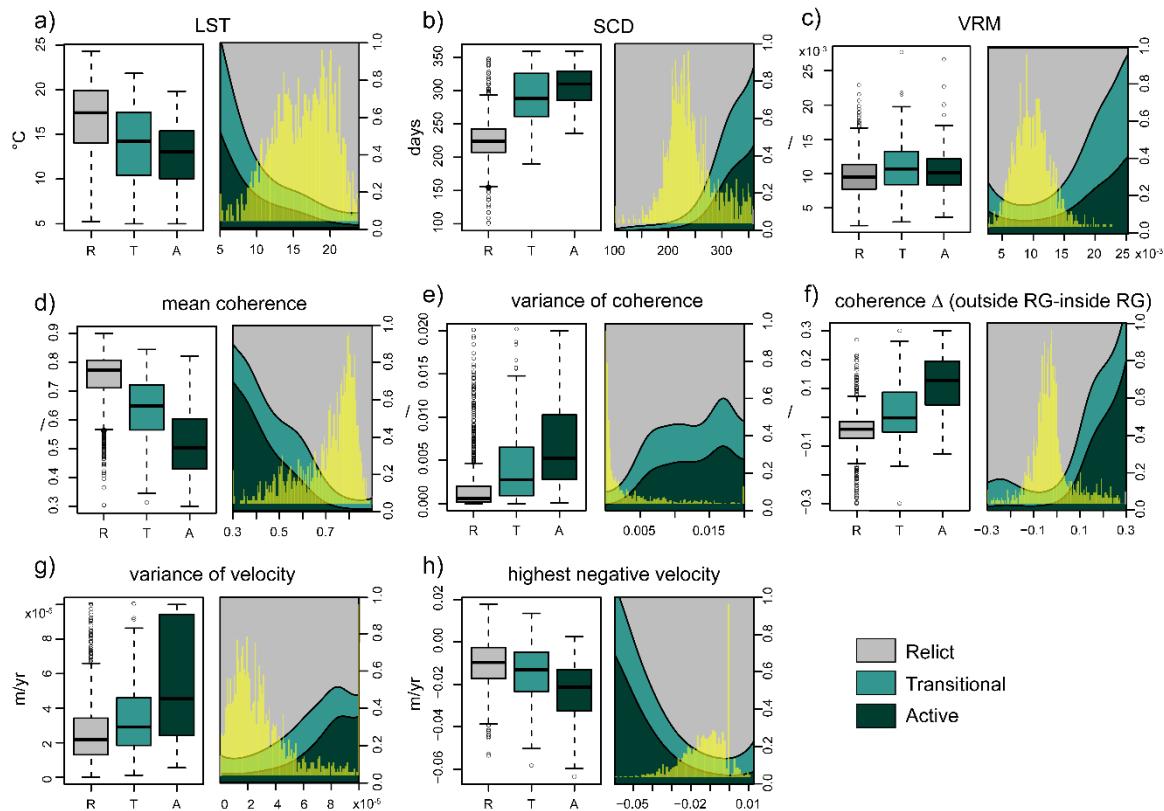 a) LST
°C
25
20
15
10
5
R T A
5 10 15 20
0.0 0.2 0.4 0.6 0.8 1.0
b) SCD
days
350
300
250
200
150
100
R T A
100 200 300
0.0 0.2 0.4 0.6 0.8 1.0
c) VRM
x10⁻³
/
25
20
15
10
5
R T A
5 10 15 20 25
x10⁻³
0.0 0.2 0.4 0.6 0.8 1.0
d) mean coherence
/
0.9
0.8
0.7
0.6
0.5
0.4
0.3
R T A
0.3 0.5 0.7
0.0 0.2 0.4 0.6 0.8 1.0
e) variance of coherence
/
0.020
0.015
0.010
0.005
0.000
R T A
0.005 0.015
0.0 0.2 0.4 0.6 0.8 1.0
f) coherence Δ (outside RG-inside RG)
/
0.3
0.1
−0.1
−0.3
R T A
−0.3 −0.1 0.1 0.3
0.0 0.2 0.4 0.6 0.8 1.0
g) variance of velocity
x10⁻⁵
m/yr
8
6
4
2
0
R T A
0 2 4 6 8 x10⁻⁵
0.0 0.2 0.4 0.6 0.8 1.0
h) highest negative velocity
m/yr
0.02
0.00
−0.02
−0.04
−0.06
R T A
−0.05 −0.02 0.01
0.0 0.2 0.4 0.6 0.8 1.0
Relict
Transitional
Active